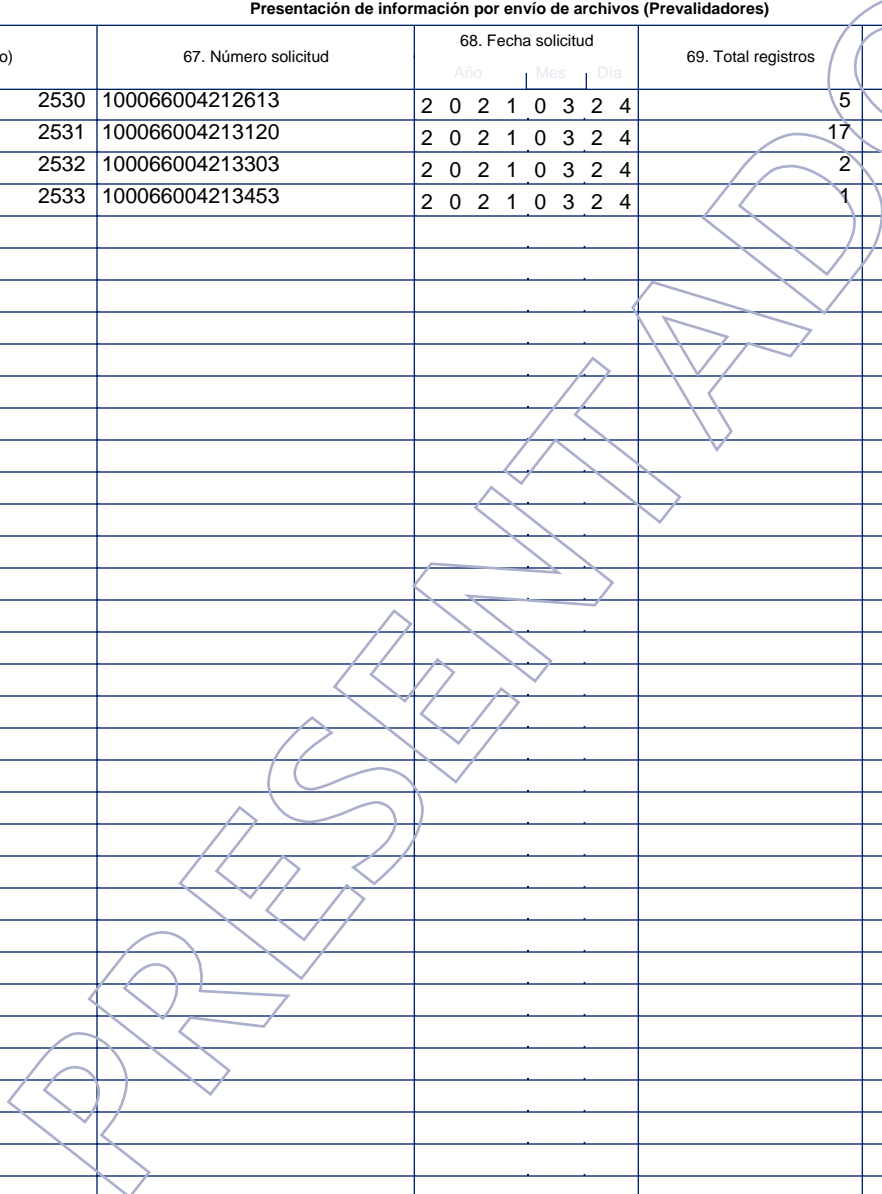 Presentación de información por envío de archivos (Prevalidadores)
o) 67. Número solicitud 68. Fecha solicitud 69. Total registros
Año Mes Día
2530 100066004212613 2 0 2 1 0 3 2 4 5
2531 100066004213120 2 0 2 1 0 3 2 4 17
2532 100066004213303 2 0 2 1 0 3 2 4 2
2533 100066004213453 2 0 2 1 0 3 2 4 1
PRESENTADO